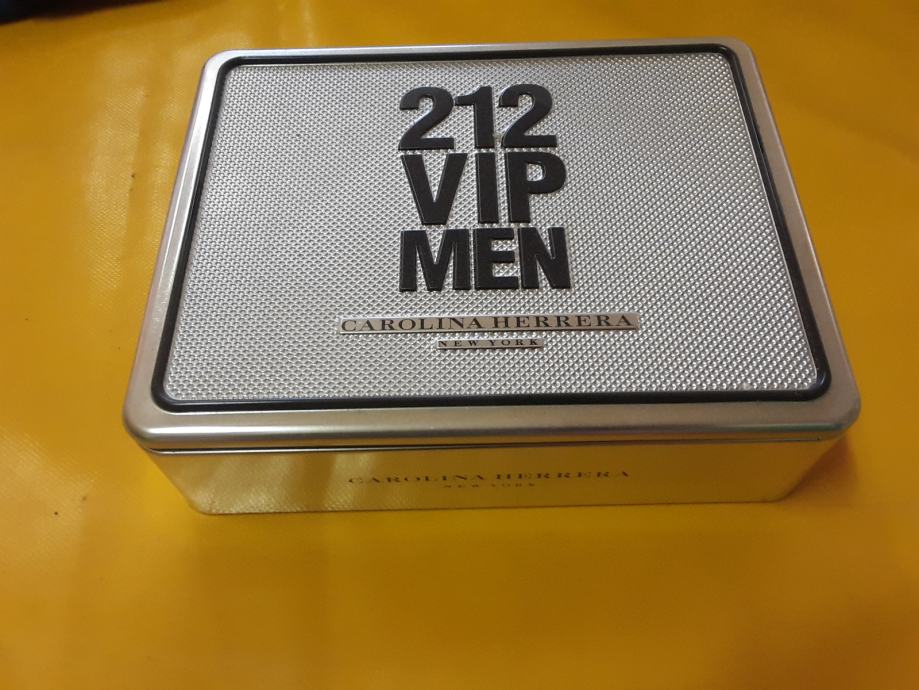 212
VIP
MEN
CAROLINA HERRERA
NEW YORK
CAROLINA HERRERA
NEW YORK